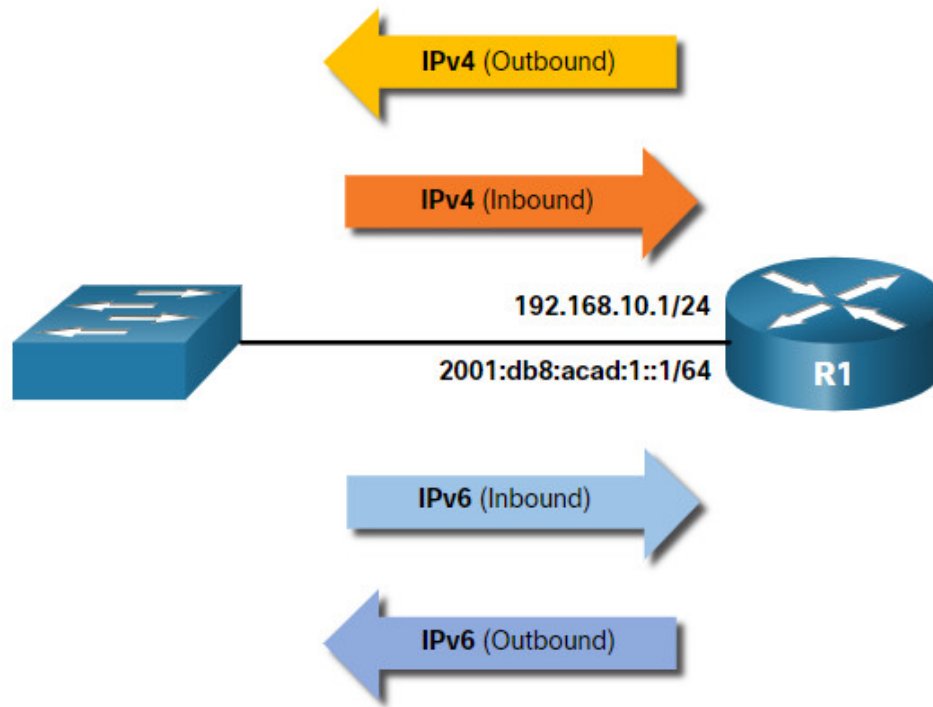 IPv4 (Outbound)
IPv4 (Inbound)
192.168.10.1/24
2001:db8:acad:1::1/64
R1
IPv6 (Inbound)
IPv6 (Outbound)